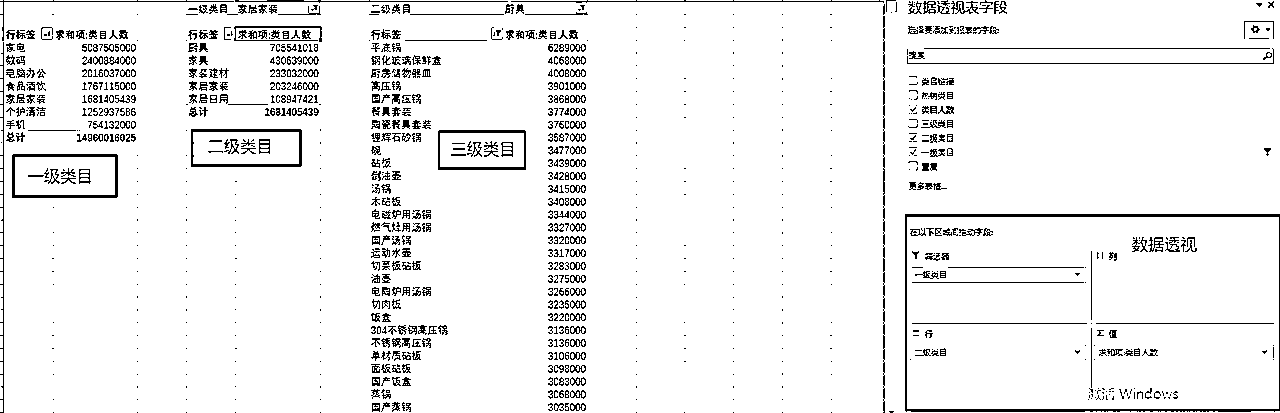 一级类目 家居家装
行标签 求和项:类目人数
家电 5087505000
数码 2400884000
电脑办公 2016037000
食品酒饮 1767115000
家居家装 1681405439
个护清洁 1252937586
手机 754132000
总计 14960016025
一级类目
行标签 求和项:类目人数
厨具 705541018
家具 430639000
家装建材 233032000
家居家装 203246000
家居日用 108947421
总计 1681405439
二级类目
二级类目 厨具
行标签 求和项:类目人数
平底锅 6289000
钢化玻璃保鲜盒 4068000
厨房储物器皿 4008000
高压锅 3901000
国产高压锅 3868000
餐具套装 3774000
陶瓷餐具套装 3760000
锂辉石砂锅 3587000
碗 3477000
砧板 3439000
倒油壶 3428000
汤锅 3415000
木砧板 3408000
电磁炉用汤锅 3344000
燃气灶用汤锅 3327000
国产汤锅 3320000
运动水壶 3317000
切菜板砧板 3283000
油壶 3275000
电陶炉用汤锅 3266000
切肉板 3235000
饭盒 3220000
304不锈钢高压锅 3136000
不锈钢高压锅 3136000
单材质砧板 3106000
面板砧板 3098000
国产饭盒 3083000
蒸锅 3068000
国产蒸锅 3035000
三级类目
数据透视表字段
选择要添加到报表的字段:
搜索
类目链接
热销类目
类目人数
三级类目
二级类目
一级类目
重复
更多表格...
在以下区域间拖动字段:
数据透视
筛选器
列
一级类目
行
值
二级类目
求和项:类目人数
激活 Windows